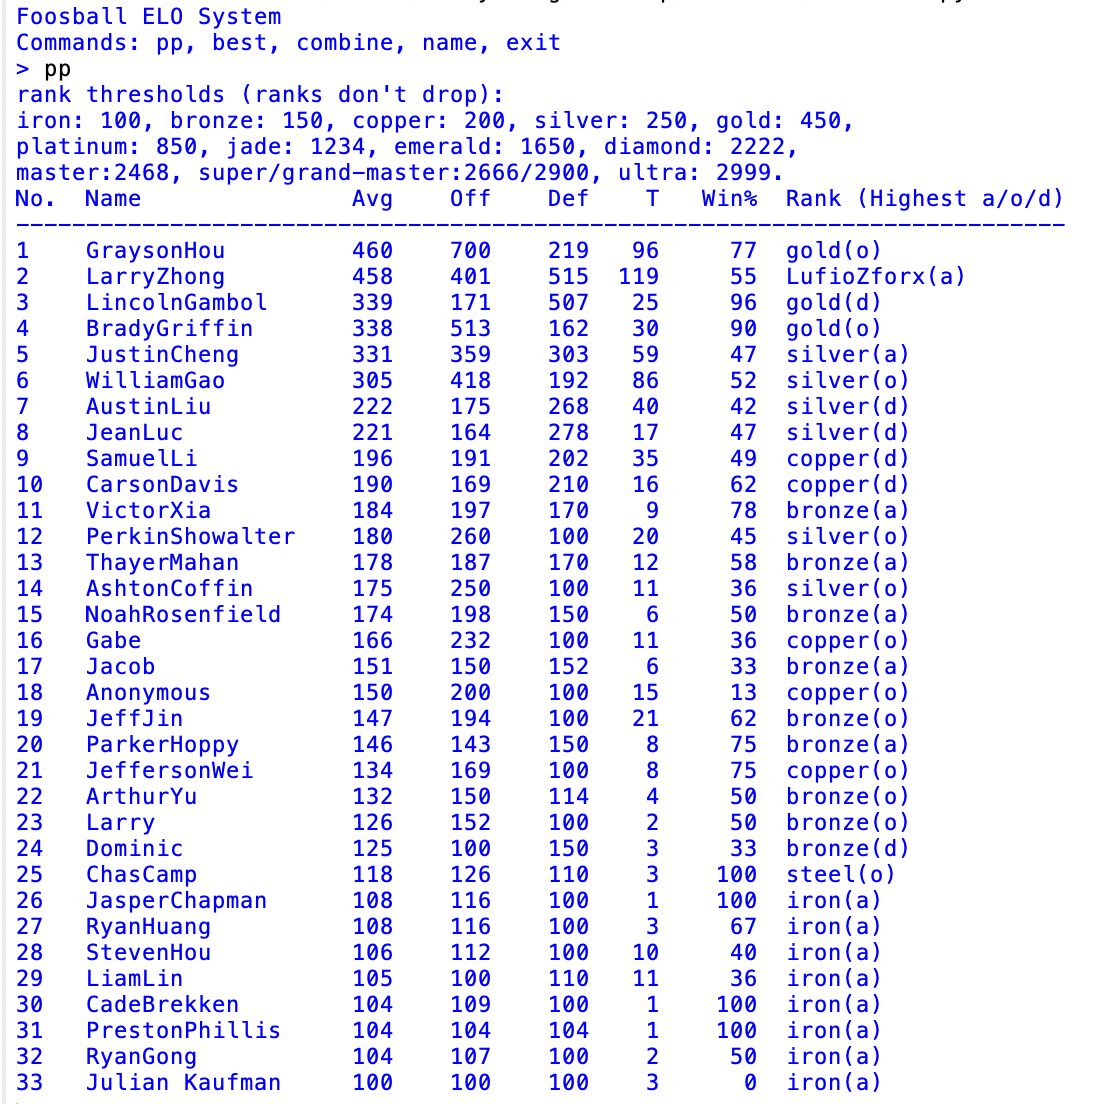 Foosball ELO System
Commands: pp, best, combine, name, exit
> pp
rank thresholds (ranks don't drop):
iron: 100, bronze: 150, copper: 200, silver: 250, gold: 450,
platinum: 850, jade: 1234, emerald: 1650, diamond: 2222,
master:2468, super/grand-master:2666/2900, ultra: 2999.
No.  Name               Avg    Off    Def    T   Win%  Rank (Highest a/o/d)
---------------------------------------------------------------------------
1    GraysonHou         460    700    219   96     77  gold(o)
2    LarryZhong         458    401    515  119     55  LufioZforx(a)
3    LincolnGambol      339    171    507   25     96  gold(d)
4    BradyGriffin       338    513    162   30     90  gold(o)
5    JustinCheng        331    359    303   59     47  silver(a)
6    WilliamGao         305    418    192   86     52  silver(o)
7    AustinLiu          222    175    268   40     42  silver(d)
8    JeanLuc            221    164    278   17     47  silver(d)
9    SamuelLi           196    191    202   35     49  copper(d)
10   CarsonDavis        190    169    210   16     62  copper(d)
11   VictorXia          184    197    170    9     78  bronze(a)
12   PerkinShowalter    180    260    100   20     45  silver(o)
13   ThayerMahan        178    187    170   12     58  bronze(a)
14   AshtonCoffin       175    250    100   11     36  silver(o)
15   NoahRosenfield     174    198    150    6     50  bronze(a)
16   Gabe               166    232    100   11     36  copper(o)
17   Jacob              151    150    152    6     33  bronze(a)
18   Anonymous          150    200    100   15     13  copper(o)
19   JeffJin            147    194    100   21     62  bronze(o)
20   ParkerHoppy        146    143    150    8     75  bronze(a)
21   JeffersonWei       134    169    100    8     75  copper(o)
22   ArthurYu           132    150    114    4     50  bronze(o)
23   Larry              126    152    100    2     50  bronze(o)
24   Dominic            125    100    150    3     33  bronze(d)
25   ChasCamp           118    126    110    3    100  steel(o)
26   JasperChapman      108    116    100    1    100  iron(a)
27   RyanHuang          108    116    100    3     67  iron(a)
28   StevenHou          106    112    100   10     40  iron(a)
29   LiamLin            105    100    110   11     36  iron(a)
30   CadeBrekken        104    109    100    1    100  iron(a)
31   PrestonPhillis     104    104    104    1    100  iron(a)
32   RyanGong           104    107    100    2     50  iron(a)
33   Julian Kaufman     100    100    100    3      0  iron(a)